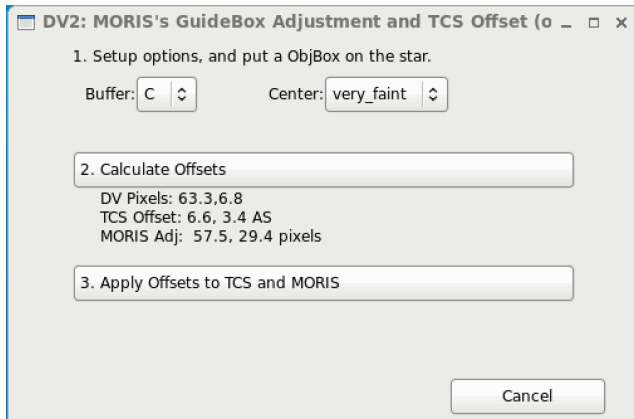 DV2: MORIS's GuideBox Adjustment and TCS Offset (o
1. Setup options, and put a ObjBox on the star.
Buffer: C Center: very_faint
2. Calculate Offsets
DV Pixels: 63.3,6.8
TCS Offset: 6.6, 3.4 AS
MORIS Adj: 57.5, 29.4 pixels
3. Apply Offsets to TCS and MORIS
Cancel